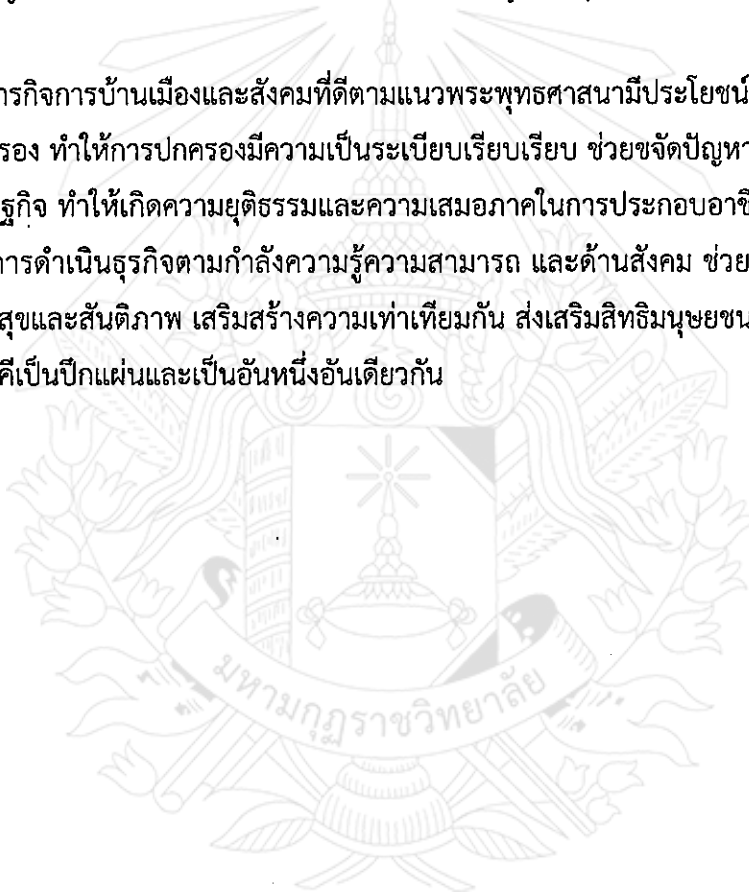 ารกิจการบ้านเมืองและสังคมที่ดีตามแนวพระพุทธศาสนามีประโยชน์
รอง ทำให้การปกครองมีความเป็นระเบียบเรียบเรียบ ช่วยขจัดปัญหา
ฐกิจ ทำให้เกิดความยุติธรรมและความเสมอภาคในการประกอบอาชี
การดำเนินธุรกิจตามกำลังความรู้ความสามารถ และด้านสังคม ช่วย
สุขและสันติภาพ เสริมสร้างความเท่าเทียมกัน ส่งเสริมสิทธิมนุษยชน
คีเป็นปึกแผ่นและเป็นอันหนึ่งอันเดียวกัน
มหามกุฏราชวิทยาลัย